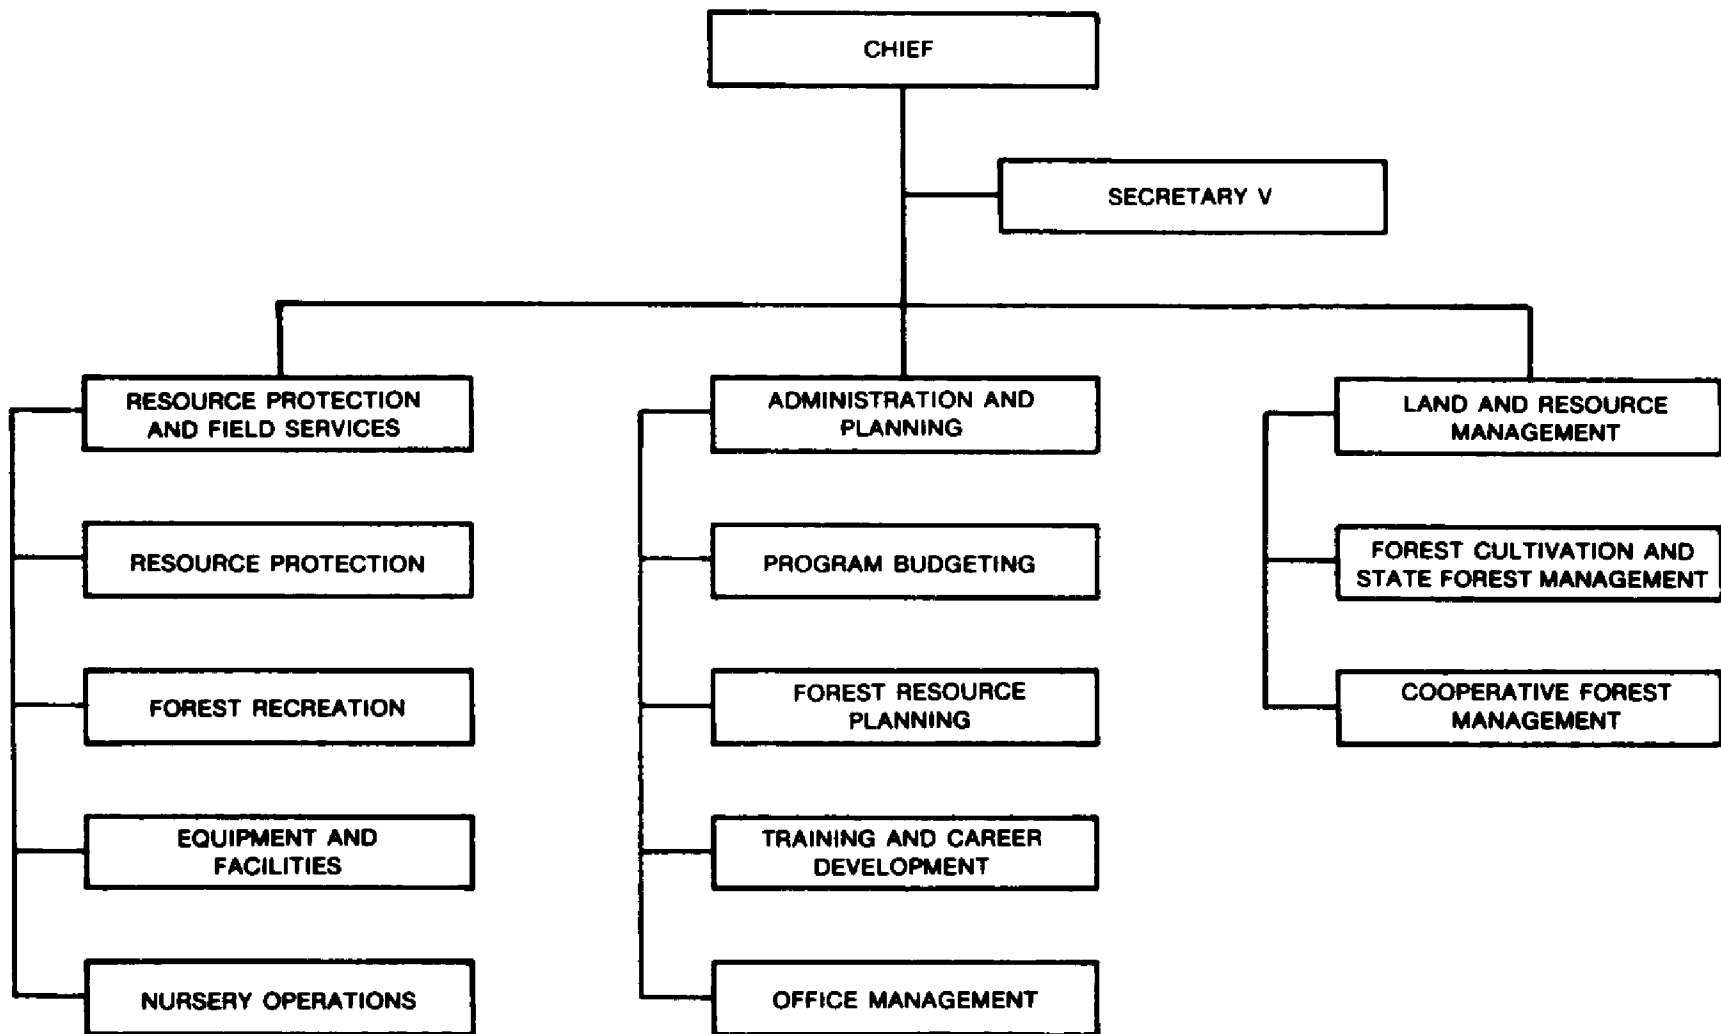 CHIEF
SECRETARY V
RESOURCE PROTECTION
AND FIELD SERVICES
RESOURCE PROTECTION
FOREST RECREATION
EQUIPMENT AND
FACILITIES
NURSERY OPERATIONS
ADMINISTRATION AND
PLANNING
PROGRAM BUDGETING
FOREST RESOURCE
PLANNING
TRAINING AND CAREER
DEVELOPMENT
OFFICE MANAGEMENT
LAND AND RESOURCE
MANAGEMENT
FOREST CULTIVATION AND
STATE FOREST MANAGEMENT
COOPERATIVE FOREST
MANAGEMENT